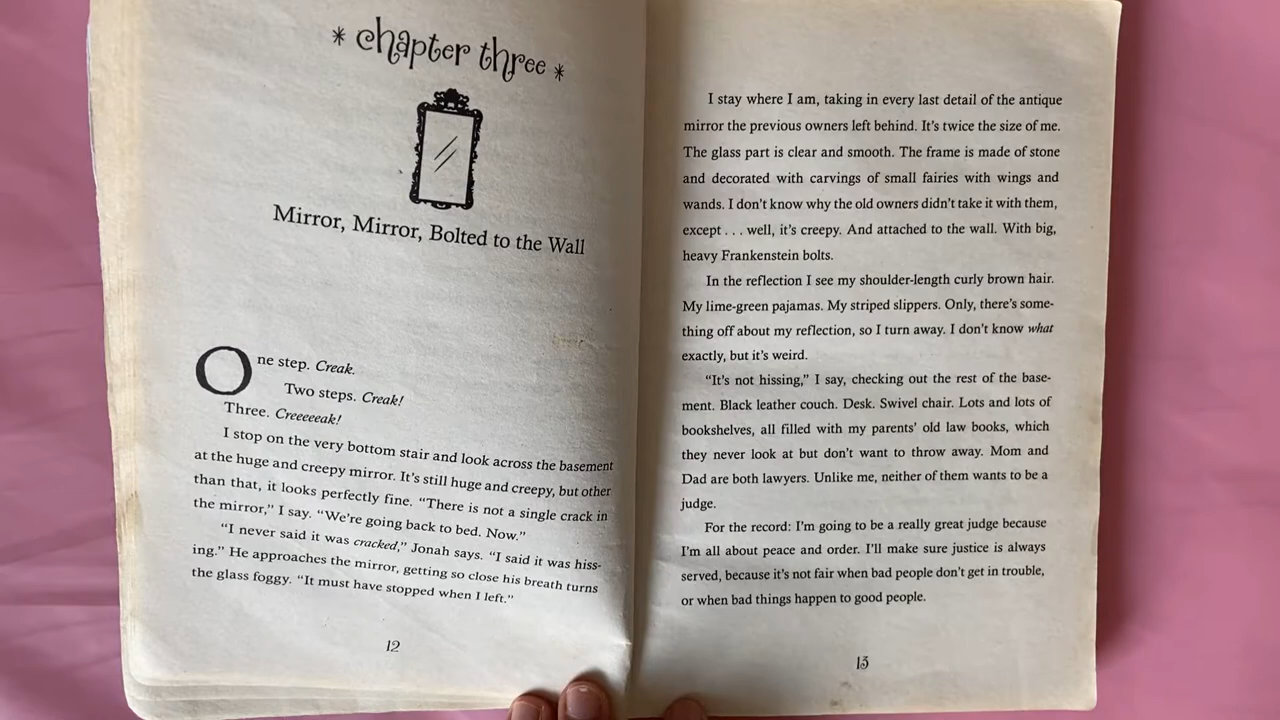 * chapter three *
Mirror, Mirror, Bolted to the Wall
One step. Creak.
Two steps. Creak!
Three. Creeeeeak!
I stop on the very bottom stair and look across the basement
at the huge and creepy mirror. It's still huge and creepy, but other
than that, it looks perfectly fine. "There is not a single crack in
the mirror," I say. "We're going back to bed. Now."
"I never said it was cracked," Jonah says. "I said it was hiss-
ing." He approaches the mirror, getting so close his breath turns
the glass foggy. "It must have stopped when I left."
12
I stay where I am, taking in every last detail of the antique
mirror the previous owners left behind. It's twice the size of me.
The glass part is clear and smooth. The frame is made of stone
and decorated with carvings of small fairies with wings and
wands. I don't know why the old owners didn't take it with them,
except . . . well, it's creepy. And attached to the wall. With big,
heavy Frankenstein bolts.
In the reflection I see my shoulder-length curly brown hair.
My lime-green pajamas. My striped slippers. Only, there's some-
thing off about my reflection, so I turn away. I don't know what
exactly, but it's weird.
"It's not hissing," I say, checking out the rest of the base-
ment. Black leather couch. Desk. Swivel chair. Lots and lots of
bookshelves, all filled with my parents' old law books, which
they never look at but don't want to throw away. Mom and
Dad are both lawyers. Unlike me, neither of them wants to be a
judge.
For the record: I'm going to be a really great judge because
I'm all about peace and order. I'll make sure justice is always
served, because it's not fair when bad people don't get in trouble,
or when bad things happen to good people.
13